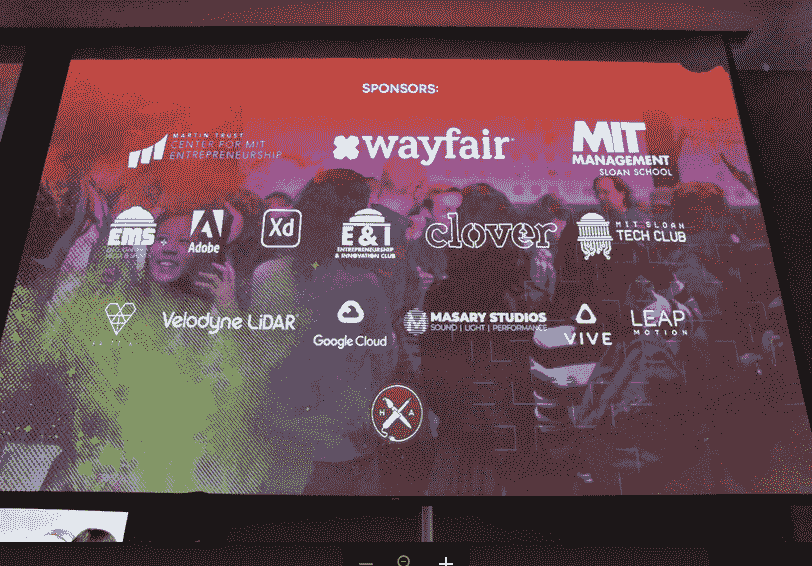 SPONSORS:
MARTIN TRUST
CENTER FOR MIT
ENTREPRENEURSHIP
wayfair
MIT
MANAGEMENT
SLOAN SCHOOL
EMS
Adobe
Xd
E & I
ENTREPRENEURSHIP
& INNOVATION CLUB
clover
MIT SLOAN
TECH CLUB
Velodyne LiDAR
Google Cloud
MASARY STUDIOS
SOUND | LIGHT | PERFORMANCE
VIVE
LEAP
MOTION
H A